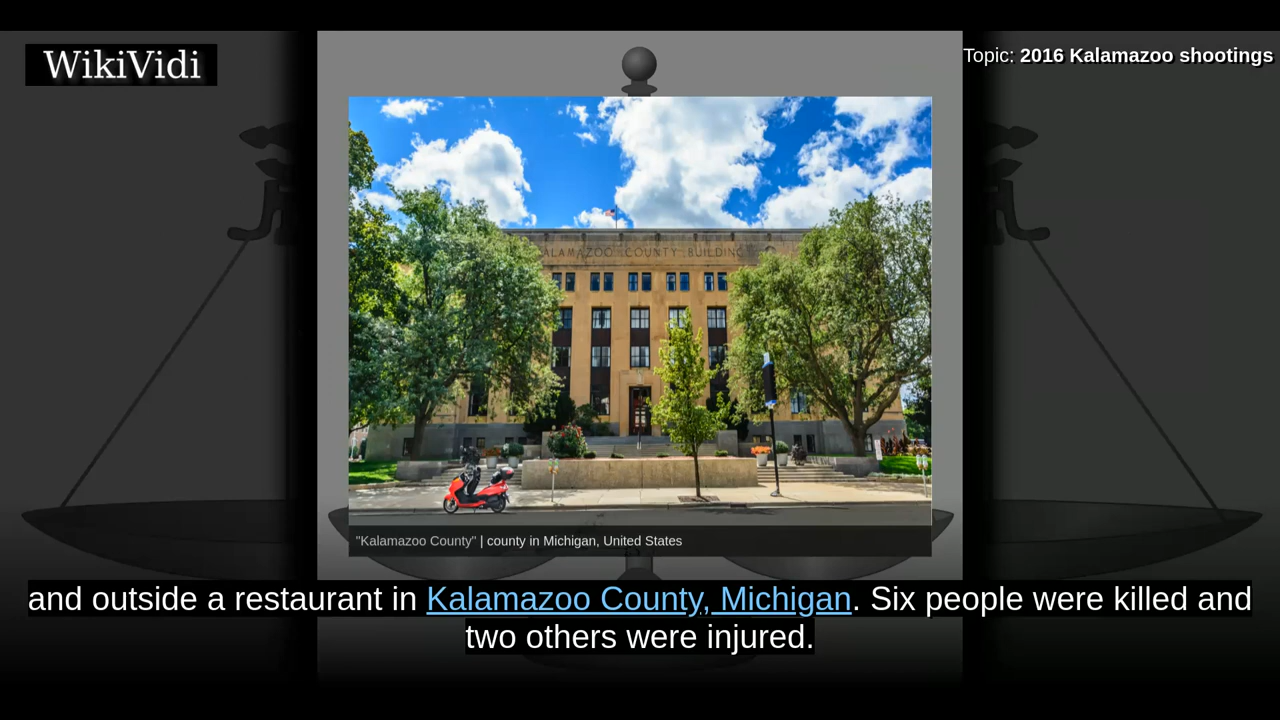 WikiVidi
Topic: 2016 Kalamazoo shootings
KALAMAZOO COUNTY BUILDING
"Kalamazoo County" | county in Michigan, United States
and outside a restaurant in Kalamazoo County, Michigan. Six people were killed and
two others were injured.